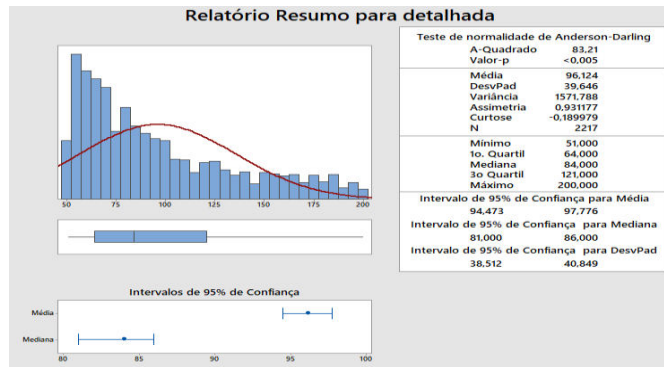 Relatório Resumo para detalhada
Teste de normalidade de Anderson-Darling
A-Quadrado 83,21
Valor-p <0,005
Média 96,124
DesvPad 39,646
Variância 1571,788
Assimetria 0,931177
Curtose -0,189979
N 2217
Mínimo 51,000
1o. Quartil 64,000
Mediana 84,000
3o Quartil 121,000
Máximo 200,000
Intervalo de 95% de Confiança para Média
94,473 97,776
Intervalo de 95% de Confiança para Mediana
81,000 86,000
Intervalo de 95% de Confiança para DesvPad
38,512 40,849
50 75 100 125 150 175 200
Intervalos de 95% de Confiança
Média
Mediana
80 85 90 95 100